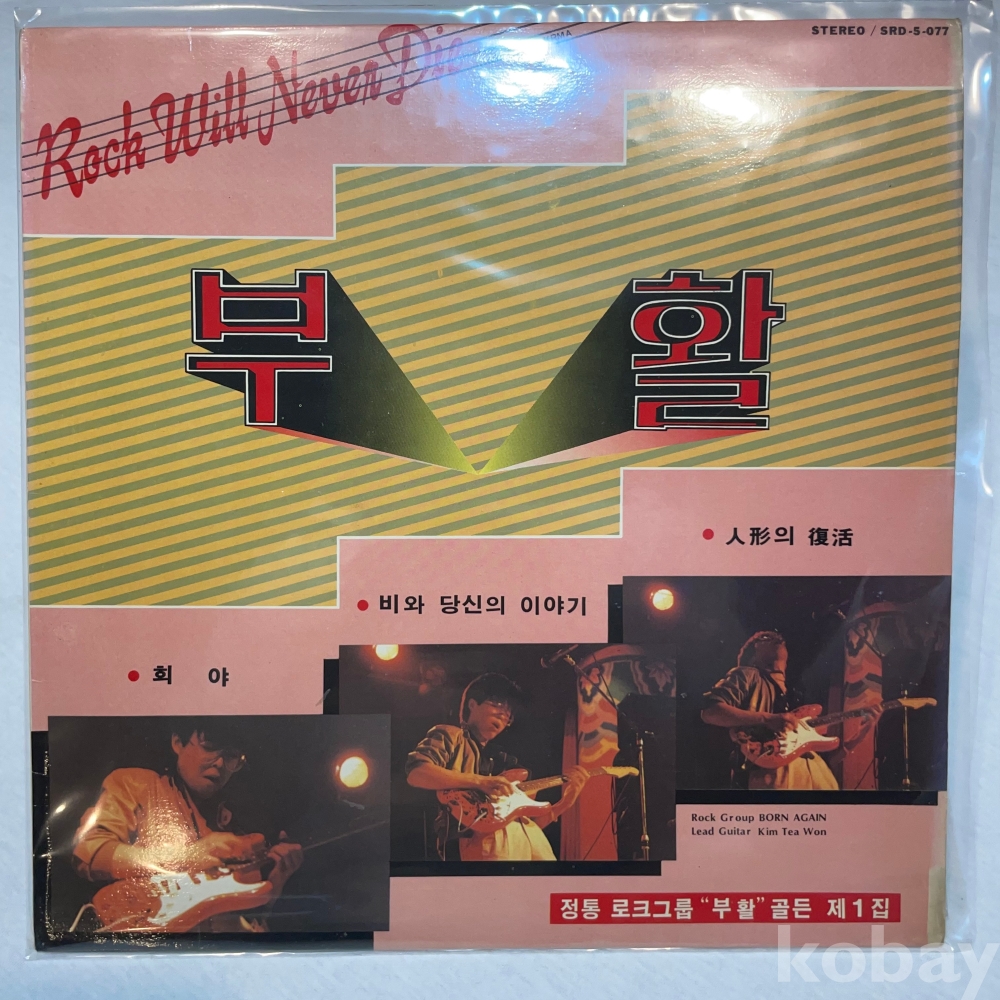 STEREO / SRD-5-077
Rock Will Never Die
부활
● 人形의 復活
● 비와 당신의 이야기
● 회 야
Rock Group BORN AGAIN
Lead Guitar Kim Tea Won
정통 로크그룹 "부활" 골든 제1집
kobay